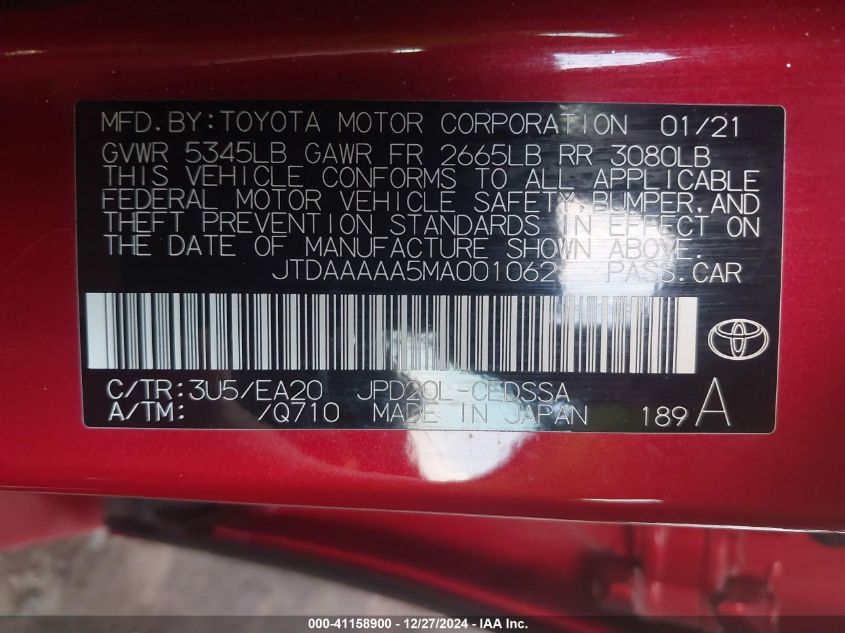 MFD.BY:TOYOTA MOTOR CORPORATION 01/21
GVWR 5345LB GAWR FR 2665LB RR 3080LB
THIS VEHICLE CONFORMS TO ALL APPLICABLE
FEDERAL MOTOR VEHICLE SAFETY,BUMPER,AND
THEFT PREVENTION STANDARDS IN EFFECT ON
THE DATE OF MANUFACTURE SHOWN ABOVE.
JTDAAAAA5MA001062 PASS.CAR
C/TR:3U5/EA20 JPD20L-CEDSSA
A/TM: /Q710 MADE IN JAPAN 189 A
000-41158900 - 12/27/2024 - IAA Inc.